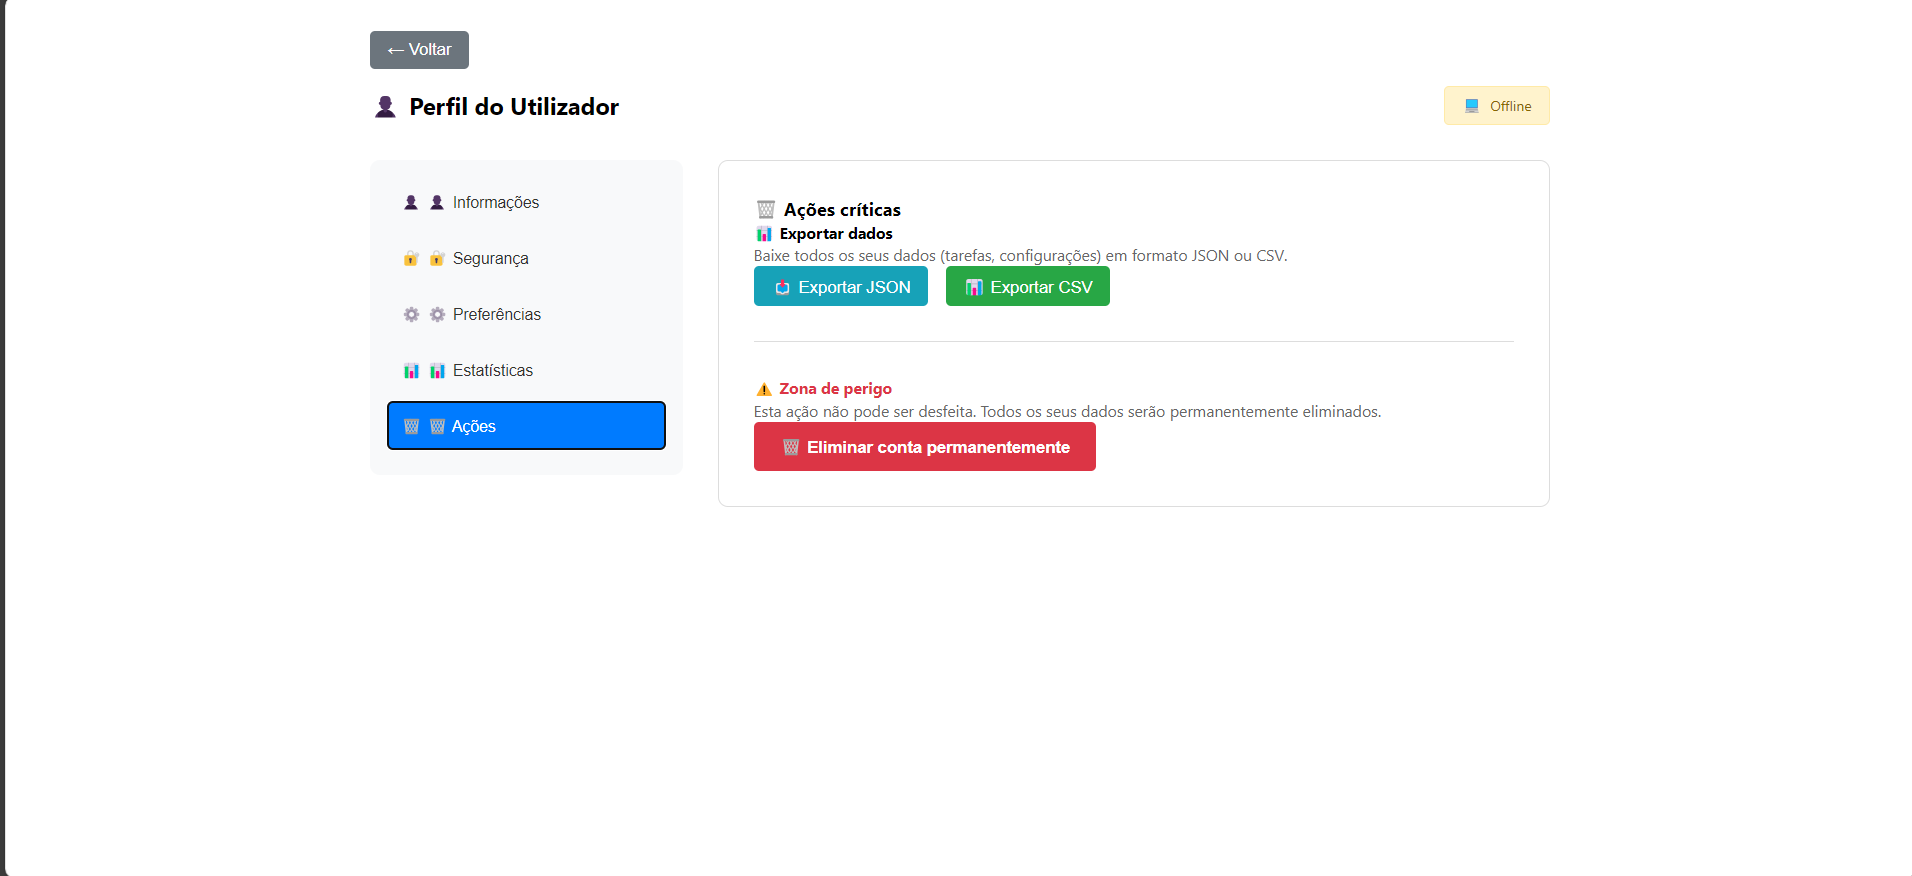 ← Voltar
👤 Perfil do Utilizador
💻 Offline
👤 👤 Informações
🔐 🔐 Segurança
⚙️ ⚙️ Preferências
📊 📊 Estatísticas
🗑️ 🗑️ Ações
🗑️ Ações críticas
📊 Exportar dados
Baixe todos os seus dados (tarefas, configurações) em formato JSON ou CSV.
📥 Exportar JSON
📊 Exportar CSV
⚠️ Zona de perigo
Esta ação não pode ser desfeita. Todos os seus dados serão permanentemente eliminados.
🗑️ Eliminar conta permanentemente